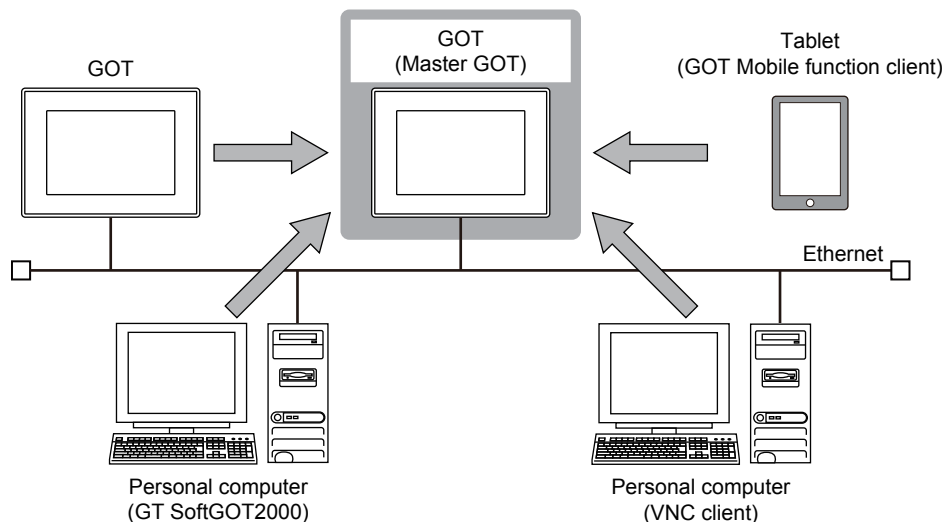 GOT
GOT
(Master GOT)
Tablet
(GOT Mobile function client)
Ethernet
Personal computer
(GT SoftGOT2000)
Personal computer
(VNC client)